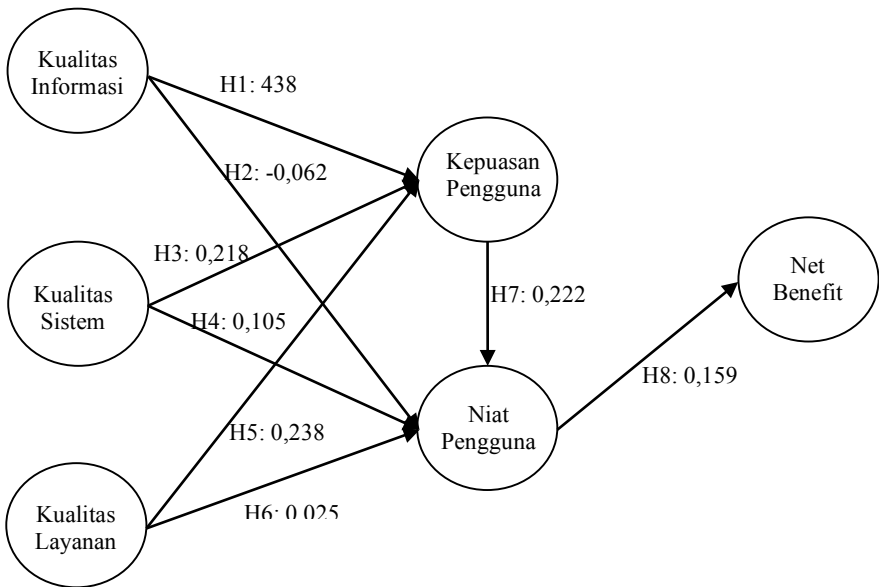 Kualitas
Informasi
H1: 438
H2: -0,062
Kepuasan
Pengguna
H3: 0,218
Kualitas
Sistem
H4: 0,105
H7: 0,222
Net
Benefit
H8: 0,159
Niat
Pengguna
H5: 0,238
H6: 0,025
Kualitas
Layanan